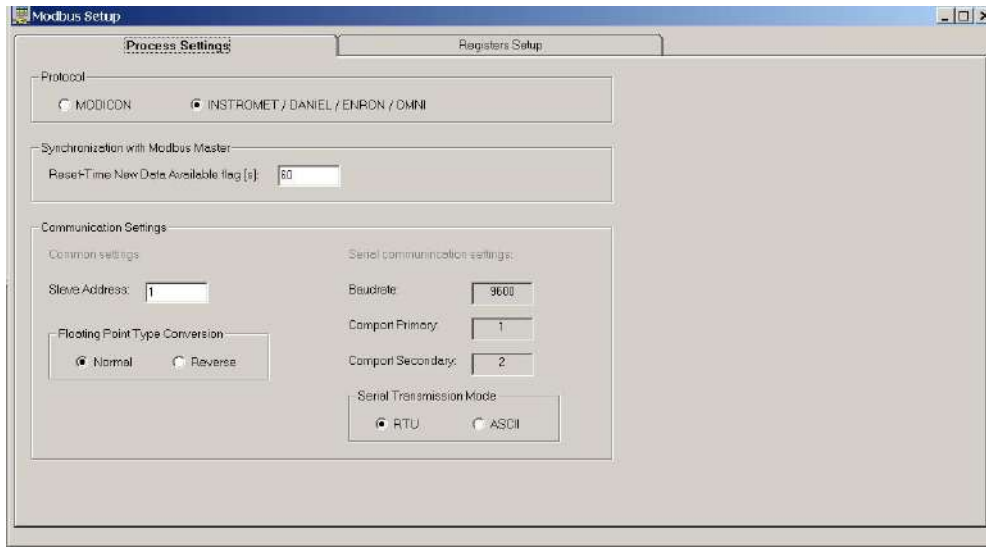 Modbus Setup
Process Settings
Registers Setup
Protocol
MODICON
INSTROMET / DANIEL / ENRON / OMNI
Synchronization with Modbus Master
Reset-Time New Data Available flag [s]:
60
Communication Settings
Common settings
Serial communincation settings:
Slave Address:
1
Baudrate:
9600
Floating Point Type Conversion
Comport Primary:
1
Normal
Reverse
Comport Secondary:
2
Serial Transmission Mode
RTU
ASCII